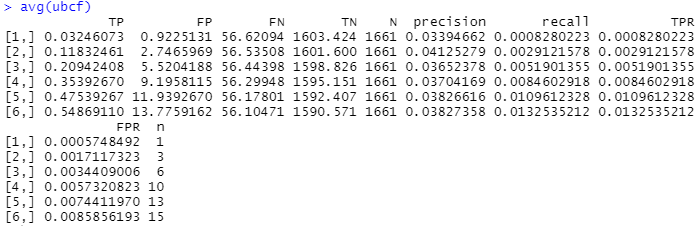 > avg(ubcf)
TP FP FN TN N precision recall TPR
[1,] 0.03246073 0.9225131 56.62094 1603.424 1661 0.03394662 0.0008280223 0.0008280223
[2,] 0.11832461 2.7465969 56.53508 1601.600 1661 0.04125279 0.0029121578 0.0029121578
[3,] 0.20942408 5.5204188 56.44398 1598.826 1661 0.03652378 0.0051901355 0.0051901355
[4,] 0.35392670 9.1958115 56.29948 1595.151 1661 0.03704169 0.0084602918 0.0084602918
[5,] 0.47539267 11.9392670 56.17801 1592.407 1661 0.03826616 0.0109612328 0.0109612328
[6,] 0.54869110 13.7759162 56.10471 1590.571 1661 0.03827358 0.0132535212 0.0132535212
FPR n
[1,] 0.0005748492 1
[2,] 0.0017117323 3
[3,] 0.0034409006 6
[4,] 0.0057320823 10
[5,] 0.0074411970 13
[6,] 0.0085856193 15